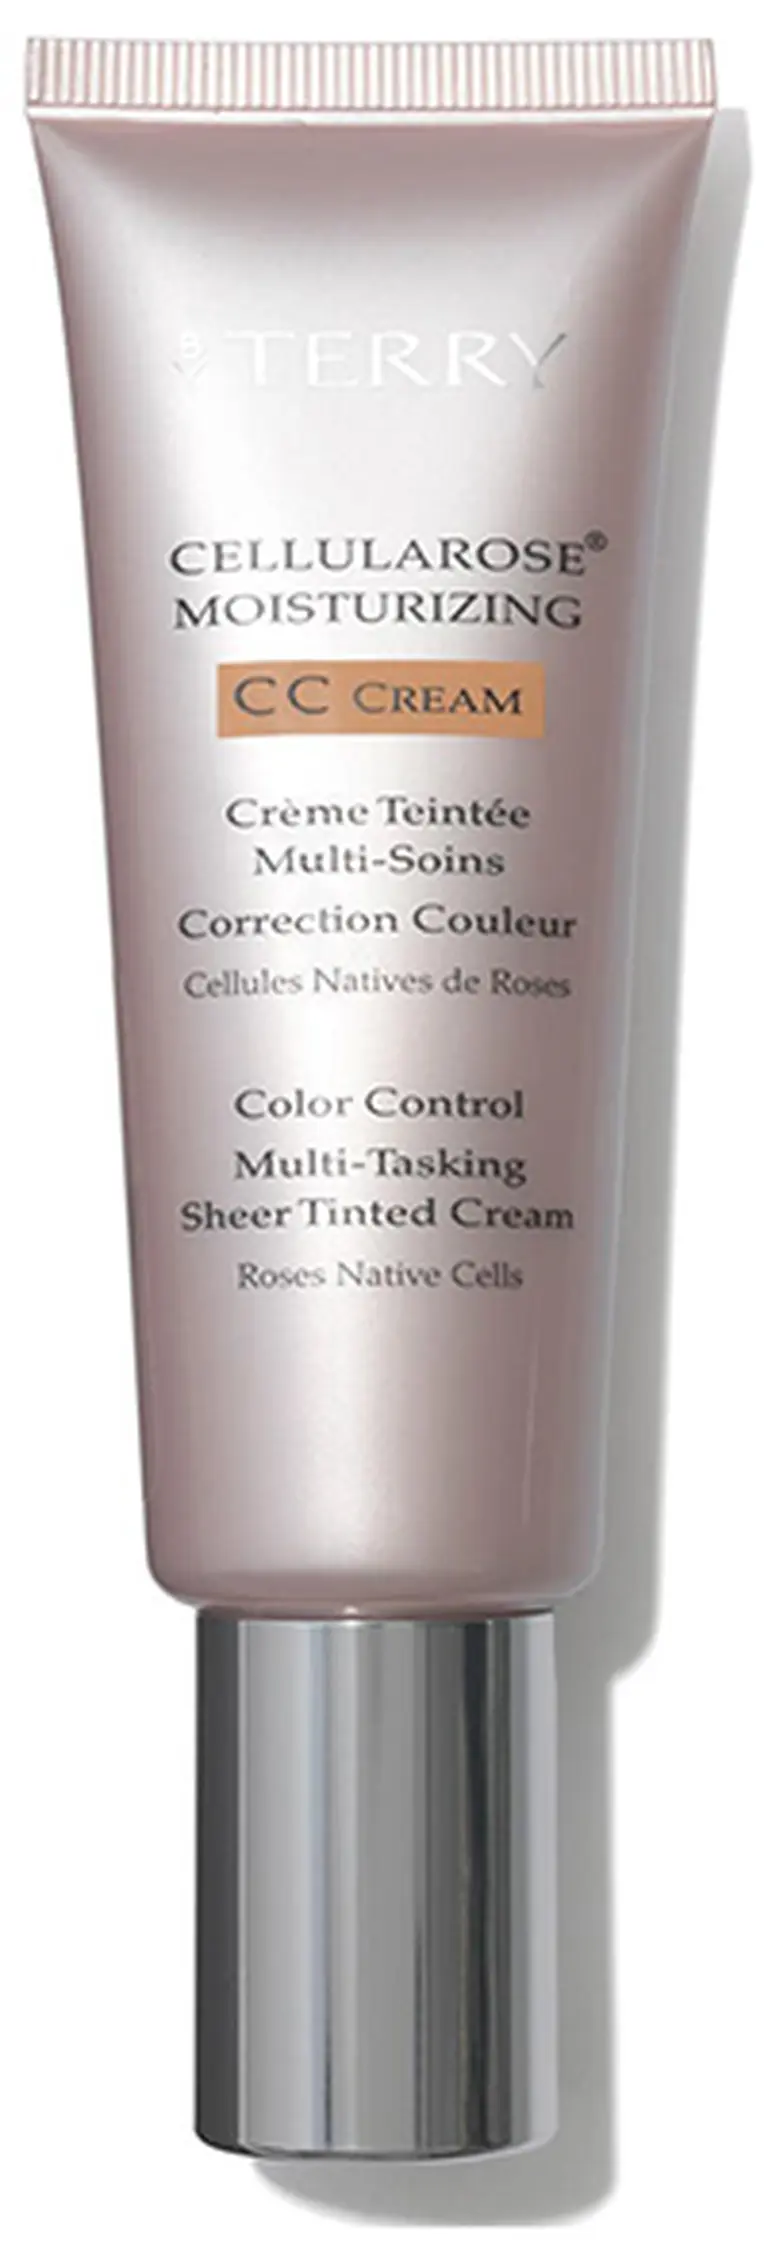 BY TERRY
CELLULAROSE®
MOISTURIZING
CC CREAM
Crème Teintée
Multi-Soins
Correction Couleur
Cellules Natives de Roses
Color Control
Multi-Tasking
Sheer Tinted Cream
Roses Native Cells